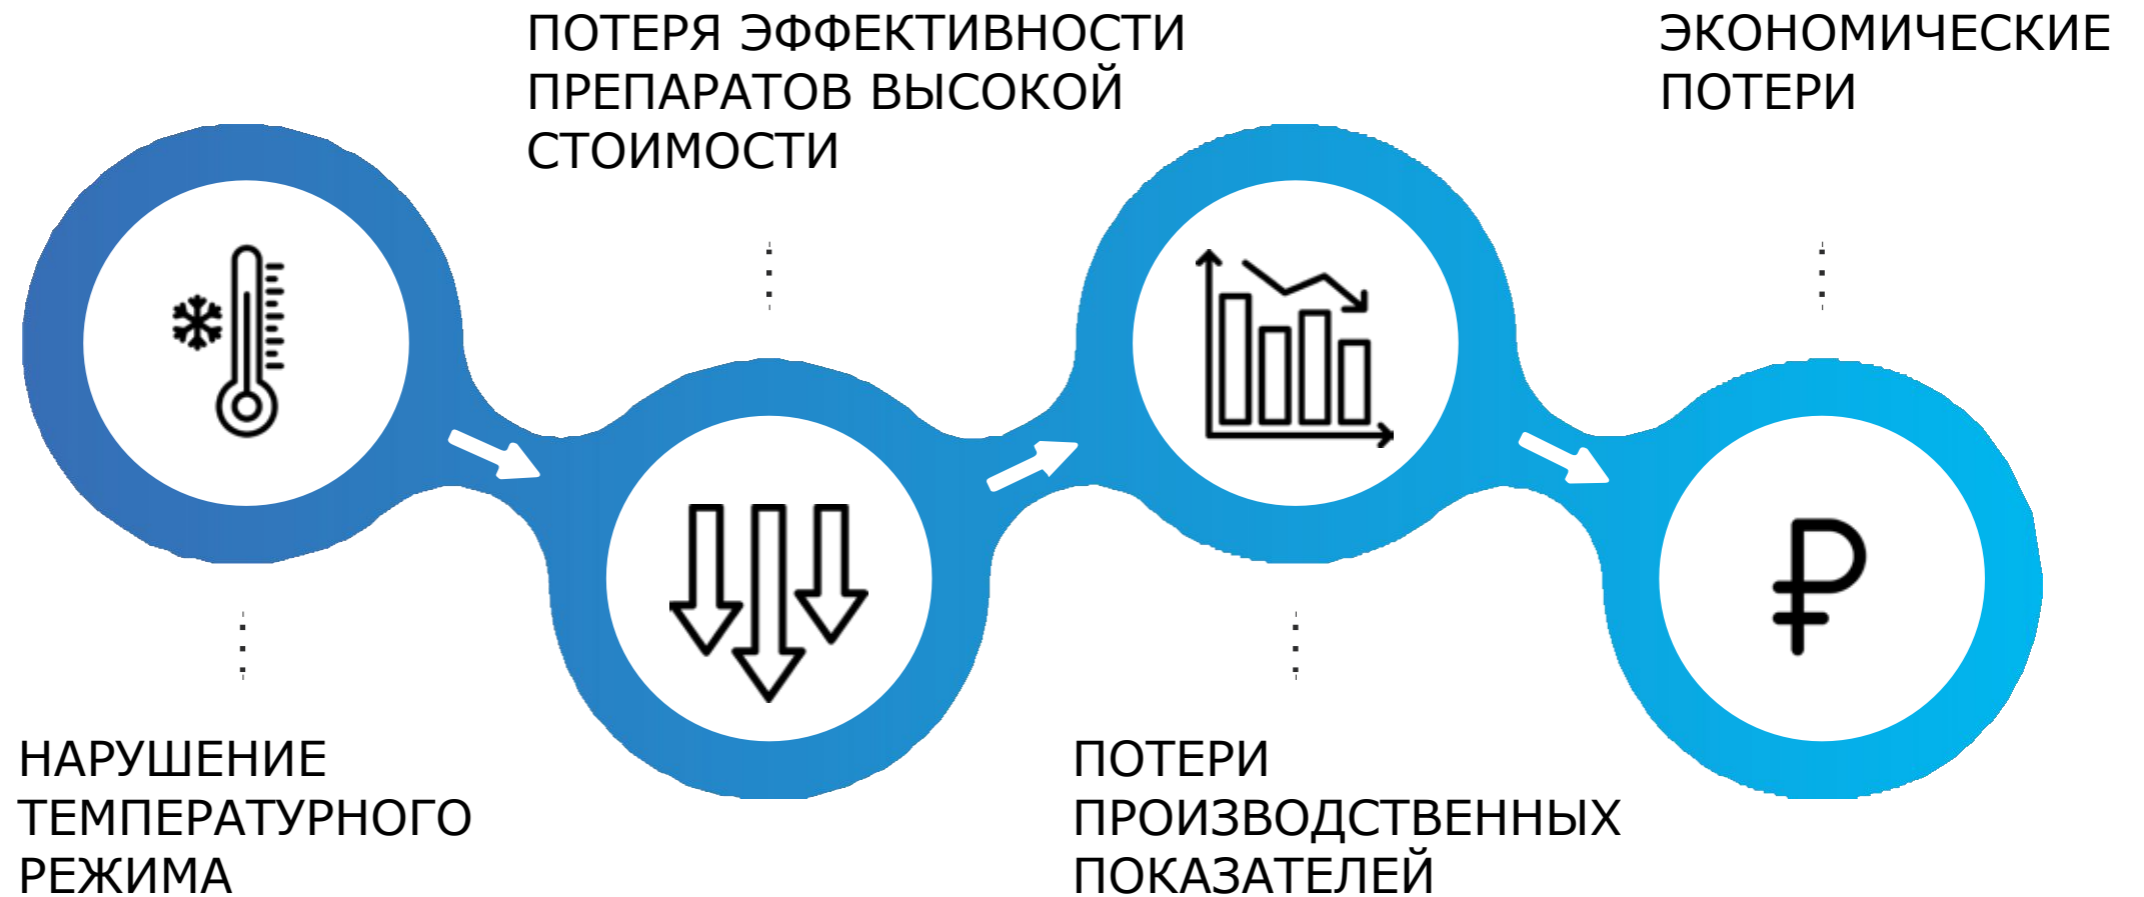 НАРУШЕНИЕ
ТЕМПЕРАТУРНОГО
РЕЖИМА
ПОТЕРЯ ЭФФЕКТИВНОСТИ
ПРЕПАРАТОВ ВЫСОКОЙ
СТОИМОСТИ
ПОТЕРИ
ПРОИЗВОДСТВЕННЫХ
ПОКАЗАТЕЛЕЙ
ЭКОНОМИЧЕСКИЕ
ПОТЕРИ